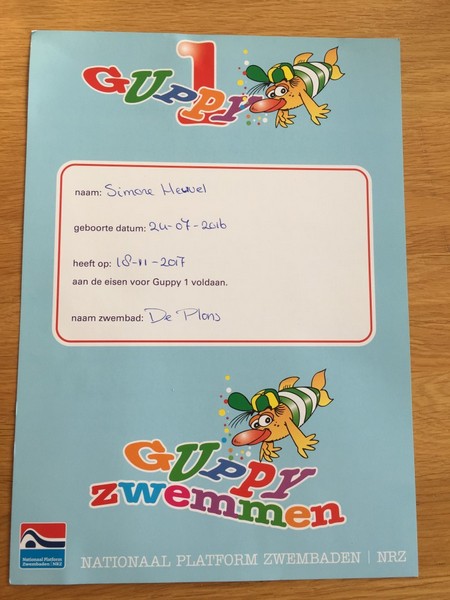 1
GUPPY
naam: Simone Heuvel
geboorte datum: 24-07-2016
heeft op: 18-11-2017
aan de eisen voor Guppy 1 voldaan.
naam zwembad: De Plons
GUPPY
zwemmen
Nationaal Platform
Zwembaden | NRZ
NATIONAAL PLATFORM ZWEMBADEN | NRZ